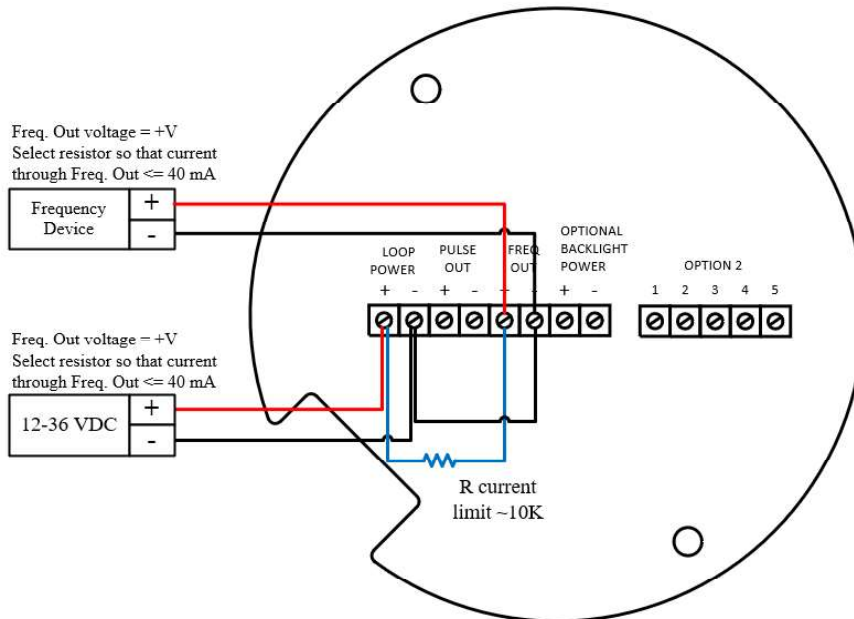 Freq. Out voltage = +V
Select resistor so that current
through Freq. Out <= 40 mA
Frequency
Device
+
-
LOOP
POWER
+ -
PULSE
OUT
+ -
FREQ
OUT
+ -
OPTIONAL
BACKLIGHT
POWER
+ -
OPTION 2
1 2 3 4 5
Freq. Out voltage = +V
Select resistor so that current
through Freq. Out <= 40 mA
12-36 VDC
+
-
R current
limit ~10K